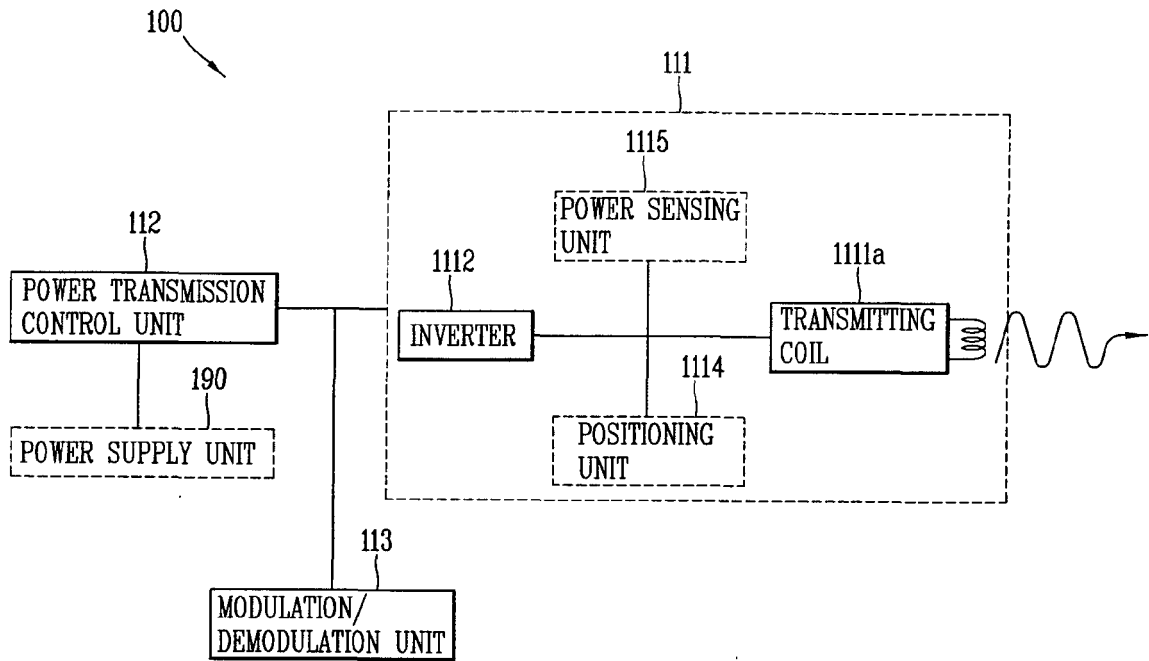 100
111
1115
POWER SENSING
UNIT
112
POWER TRANSMISSION
CONTROL UNIT
1112
INVERTER
1111a
TRANSMITTING
COIL
190
POWER SUPPLY UNIT
1114
POSITIONING
UNIT
113
MODULATION/
DEMODULATION UNIT